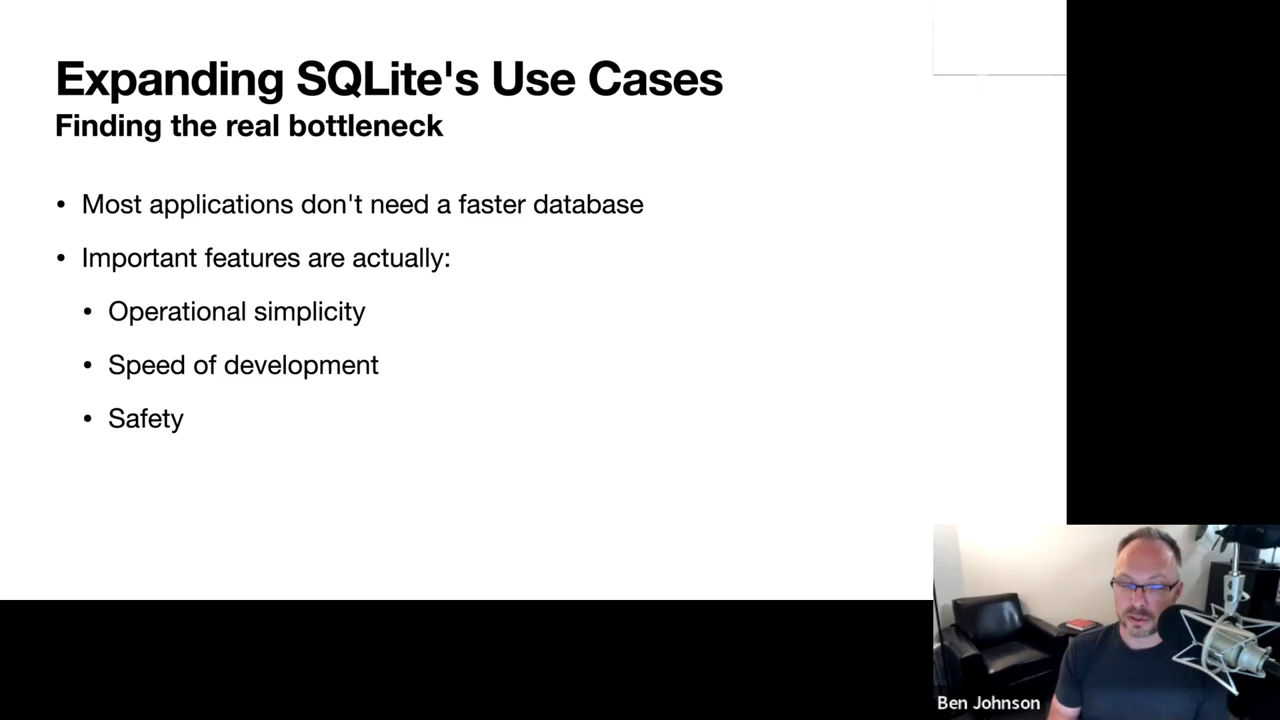 Expanding SQLite's Use Cases
Finding the real bottleneck
• Most applications don't need a faster database
• Important features are actually:
• Operational simplicity
• Speed of development
• Safety
Ben Johnson